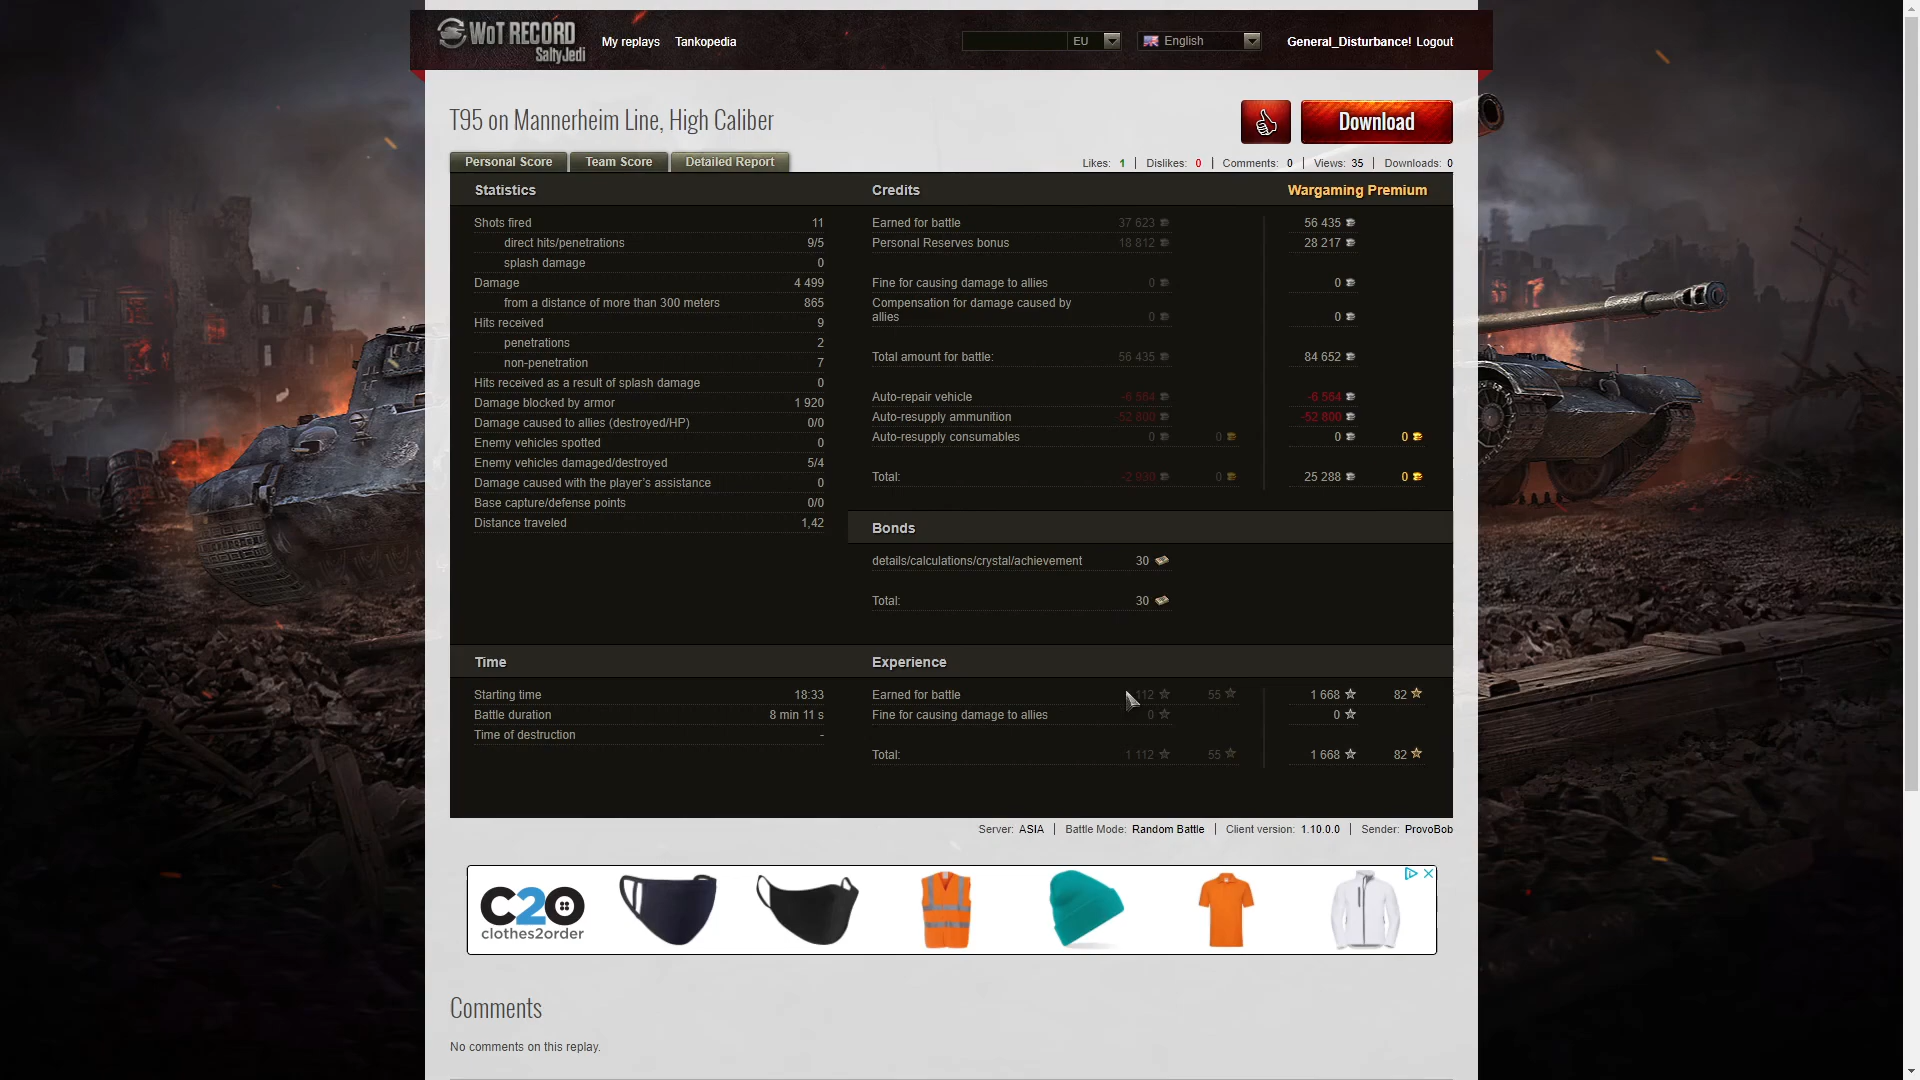 WoT RECORD
SaltyJedi
My replays Tankopedia
EU
English
General_Disturbance! Logout
T95 on Mannerheim Line, High Caliber
Download
Personal Score Team Score Detailed Report
Likes: 1 | Dislikes: 0 | Comments: 0 | Views: 35 | Downloads: 0
Statistics
Shots fired 11
direct hits/penetrations 9/5
splash damage 0
Damage 4 499
from a distance of more than 300 meters 865
Hits received 9
penetrations 2
non-penetration 7
Hits received as a result of splash damage 0
Damage blocked by armor 1 920
Damage caused to allies (destroyed/HP) 0/0
Enemy vehicles spotted 0
Enemy vehicles damaged/destroyed 5/4
Damage caused with the player's assistance 0
Base capture/defense points 0/0
Distance traveled 1,42
Credits Wargaming Premium
Earned for battle 37 623 56 435
Personal Reserves bonus 18 812 28 217
Fine for causing damage to allies 0 0
Compensation for damage caused by
allies 0 0
Total amount for battle: 56 435 84 652
Auto-repair vehicle -6 564 -6 564
Auto-resupply ammunition -52 800 -52 800
Auto-resupply consumables 0 0 0 0
Total: -2 930 0 25 288 0
Bonds
details/calculations/crystal/achievement 30
Total: 30
Time
Starting time 18:33
Battle duration 8 min 11 s
Time of destruction -
Experience
Earned for battle 112 55 1 668 82
Fine for causing damage to allies 0 0
Total: 1 112 55 1 668 82
Server: ASIA | Battle Mode: Random Battle | Client version: 1.10.0.0 | Sender: ProvoBob
C2O
clothes2order
Comments
No comments on this replay.